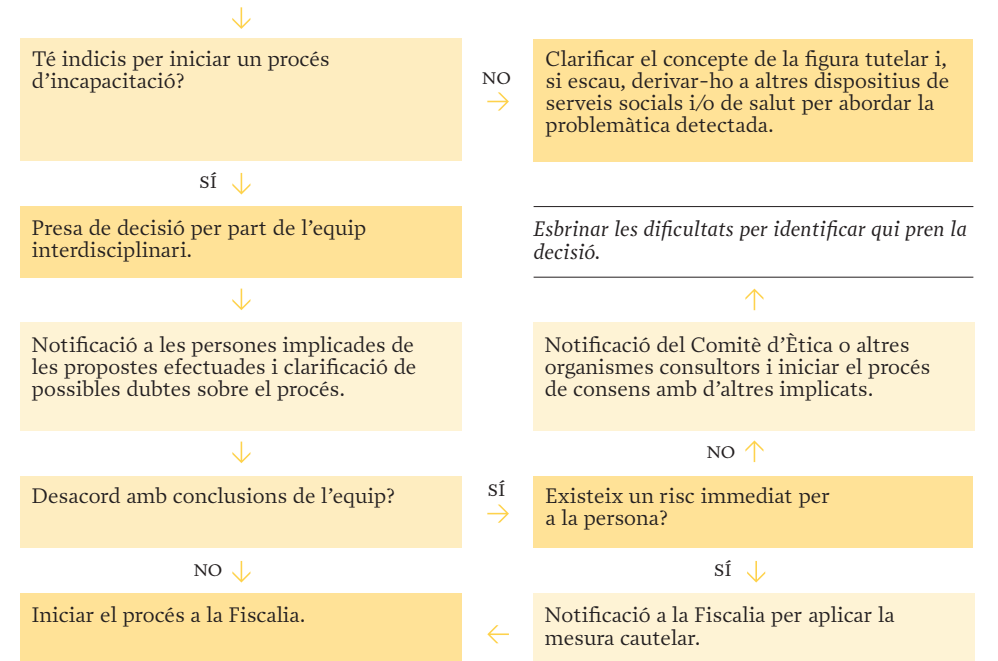 Té indicis per iniciar un procés
d’incapacitació?
NO
Clarificar el concepte de la figura tutelar i,
si escau, derivar-ho a altres dispositius de
serveis socials i/o de salut per abordar la
problemàtica detectada.
SÍ
Presa de decisió per part de l’equip
interdisciplinari.
Esbrinar les dificultats per identificar qui pren la
decisió.
Notificació a les persones implicades de
les propostes efectuades i clarificació de
possibles dubtes sobre el procés.
Notificació del Comitè d’Ètica o altres
organismes consultors i iniciar el procés
de consens amb d’altres implicats.
NO
Desacord amb conclusions de l’equip?
SÍ
Existeix un risc immediat per
a la persona?
NO
SÍ
Iniciar el procés a la Fiscalia.
Notificació a la Fiscalia per aplicar la
mesura cautelar.